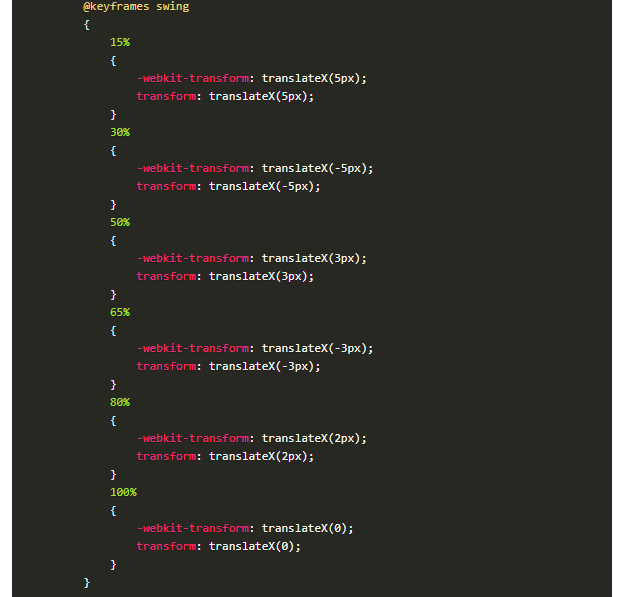 @keyframes swing
{
15%
{
-webkit-transform: translateX(5px);
transform: translateX(5px);
}
30%
{
-webkit-transform: translateX(-5px);
transform: translateX(-5px);
}
50%
{
-webkit-transform: translateX(3px);
transform: translateX(3px);
}
65%
{
-webkit-transform: translateX(-3px);
transform: translateX(-3px);
}
80%
{
-webkit-transform: translateX(2px);
transform: translateX(2px);
}
100%
{
-webkit-transform: translateX(0);
transform: translateX(0);
}
}